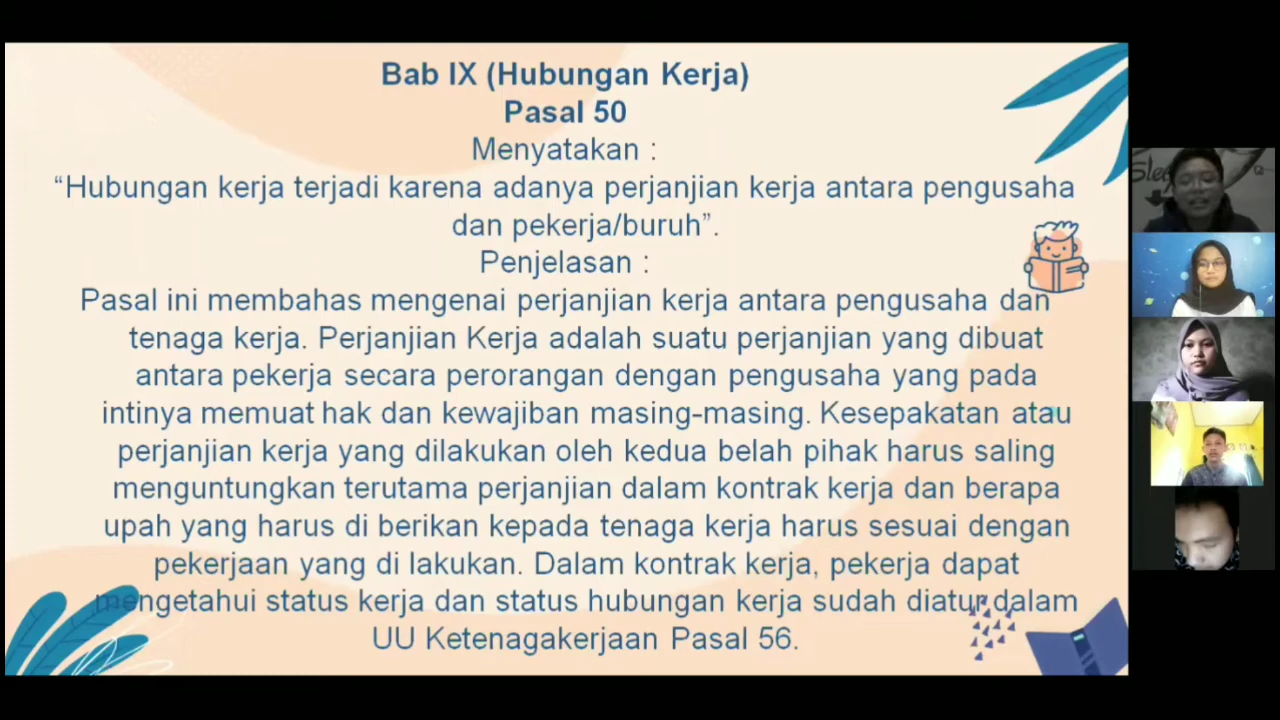 Bab IX (Hubungan Kerja)
Pasal 50
Menyatakan :
“Hubungan kerja terjadi karena adanya perjanjian kerja antara pengusaha
dan pekerja/buruh”.
Penjelasan :
Pasal ini membahas mengenai perjanjian kerja antara pengusaha dan
tenaga kerja. Perjanjian Kerja adalah suatu perjanjian yang dibuat
antara pekerja secara perorangan dengan pengusaha yang pada
intinya memuat hak dan kewajiban masing-masing. Kesepakatan atau
perjanjian kerja yang dilakukan oleh kedua belah pihak harus saling
menguntungkan terutama perjanjian dalam kontrak kerja dan berapa
upah yang harus di berikan kepada tenaga kerja harus sesuai dengan
pekerjaan yang di lakukan. Dalam kontrak kerja, pekerja dapat
mengetahui status kerja dan status hubungan kerja sudah diatur dalam
UU Ketenagakerjaan Pasal 56.